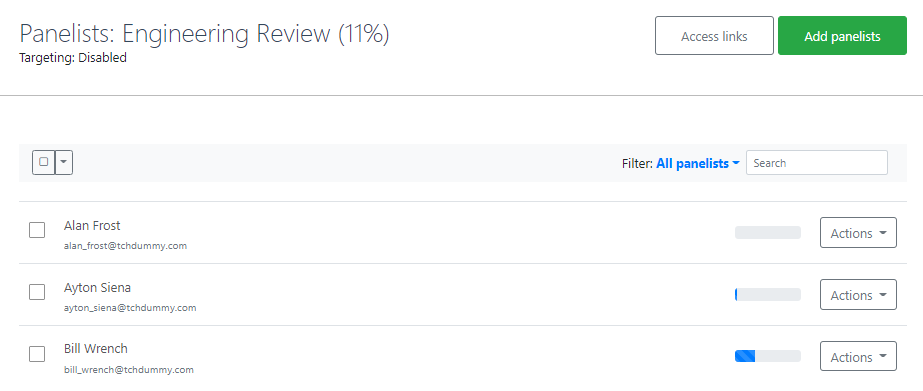 Panelists: Engineering Review (11%)
Targeting: Disabled
Access links
Add panelists
Filter: All panelists
Search
Alan Frost
alan_frost@tchdummy.com
Actions
Ayton Siena
ayton_siena@tchdummy.com
Actions
Bill Wrench
bill_wrench@tchdummy.com
Actions